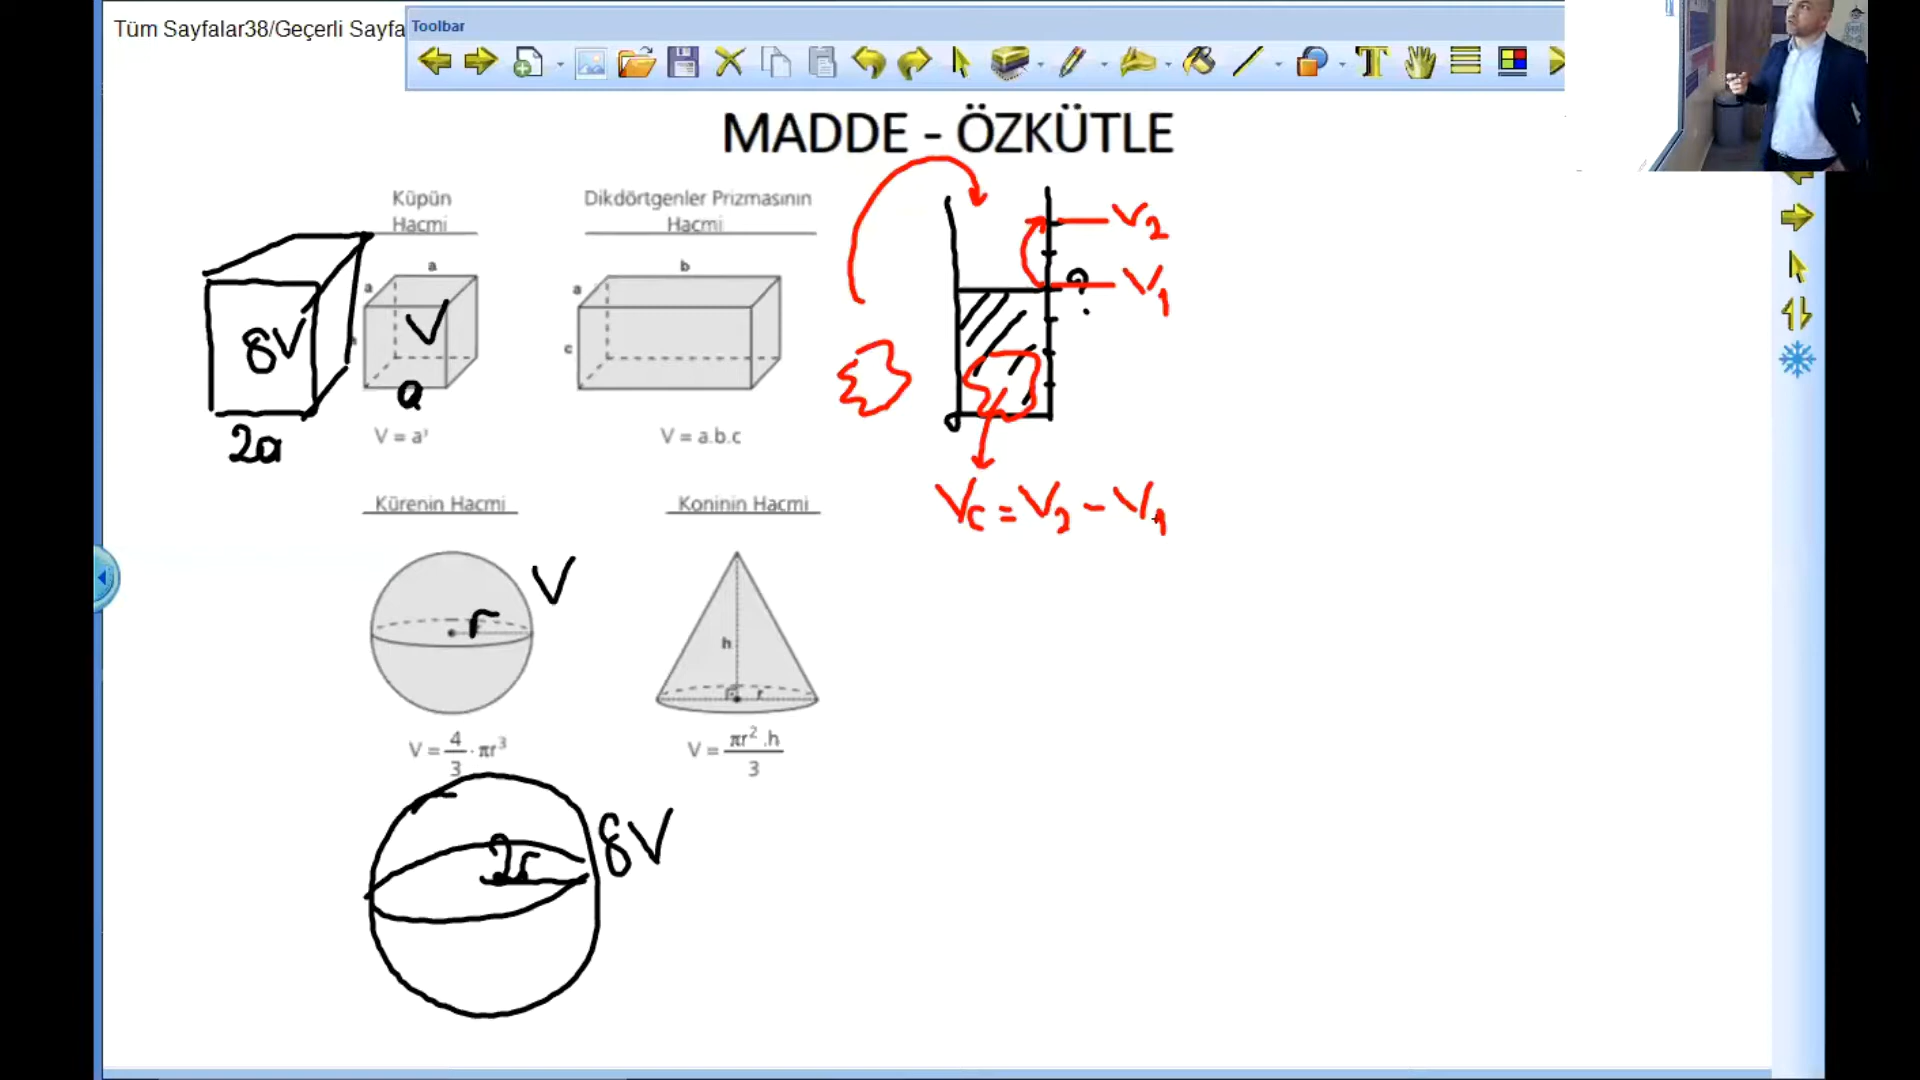 Tüm Sayfalar38/Geçerli Sayfa
Toolbar
MADDE - ÖZKÜTLE
Küpün
Hacmi
Dikdörtgenler Prizmasının
Hacmi
a
a
V
a
V = a³
8V
2a
b
a
c
V = a.b.c
V2
V1
?
Vc = V2 - V1
Kürenin Hacmi
r
V
V = 4/3 . πr³
Koninin Hacmi
h
r
V = πr² .h / 3
2r
8V